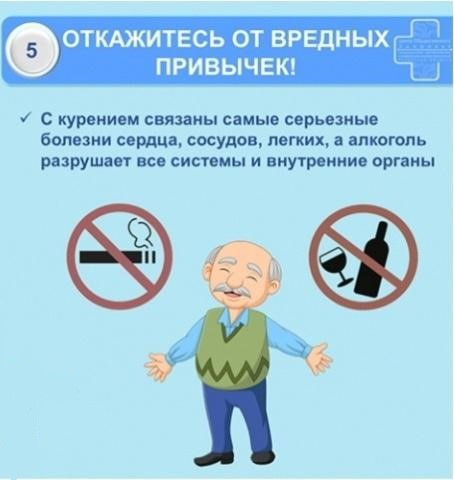 5
ОТКАЖИТЕСЬ ОТ ВРЕДНЫХ
ПРИВЫЧЕК!
✓ С курением связаны самые серьезные
болезни сердца, сосудов, легких, а алкоголь
разрушает все системы и внутренние органы